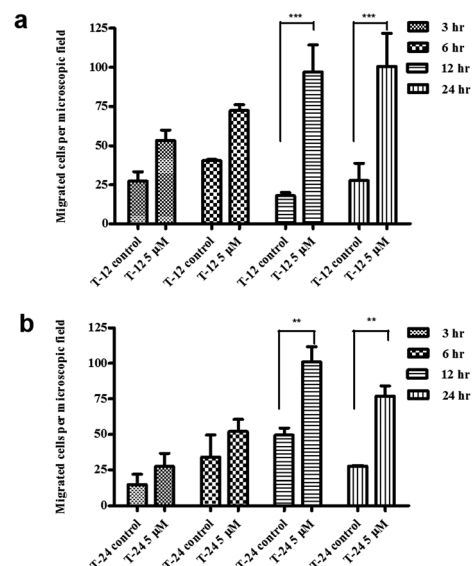 a
Migrated cells per microscopic field
125
100
75
50
25
0
***
***
3 hr
6 hr
12 hr
24 hr
T-12 control
T-12 5 µM
T-12 control
T-12 5 µM
T-12 control
T-12 5 µM
T-12 control
T-12 5 µM
b
Migrated cells per microscopic field
125
100
75
50
25
0
**
**
3 hr
6 hr
12 hr
24 hr
T-24 control
T-24 5 µM
T-24 control
T-24 5 µM
T-24 control
T-24 5 µM
T-24 control
T-24 5 µM